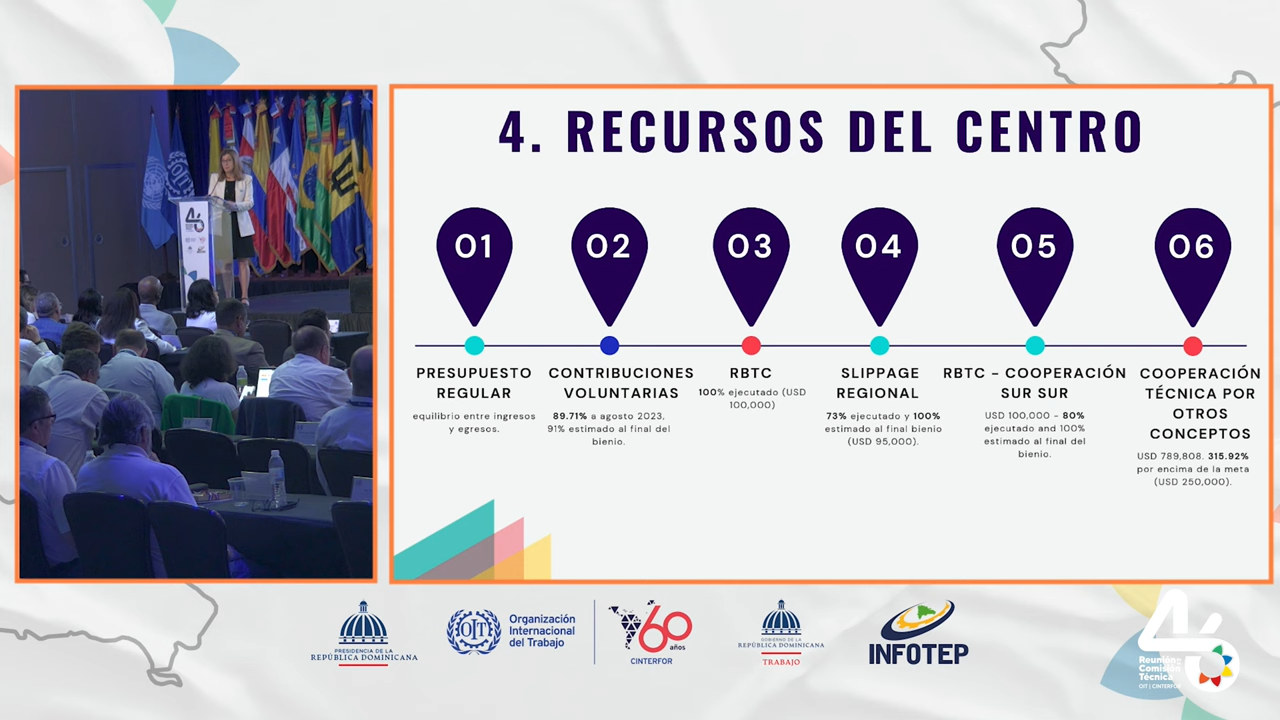 4. RECURSOS DEL CENTRO
01
02
03
04
05
06
PRESUPUESTO
REGULAR
equilibrio entre ingresos
y egresos.
CONTRIBUCIONES
VOLUNTARIAS
89.71% a agosto 2023,
91% estimado al final del
bienio.
RBTC
100% ejecutado (USD
100,000)
SLIPPAGE
REGIONAL
73% ejecutado y 100%
estimado al final bienio
(USD 95,000).
RBTC - COOPERACIÓN
SUR SUR
USD 100,000 - 80%
ejecutado and 100%
estimado al final del
bienio.
COOPERACIÓN
TÉCNICA POR
OTROS
CONCEPTOS
USD 789,808. 315.92%
por encima de la meta
(USD 250,000).
46
PRESIDENCIA DE LA
REPÚBLICA DOMINICANA
OIT
Organización
Internacional
del Trabajo
60
años
CINTERFOR
GOBIERNO DE LA
REPÚBLICA DOMINICANA
TRABAJO
INFOTEP
46
Reunión
Comisión
Técnica
OIT | CINTERFOR